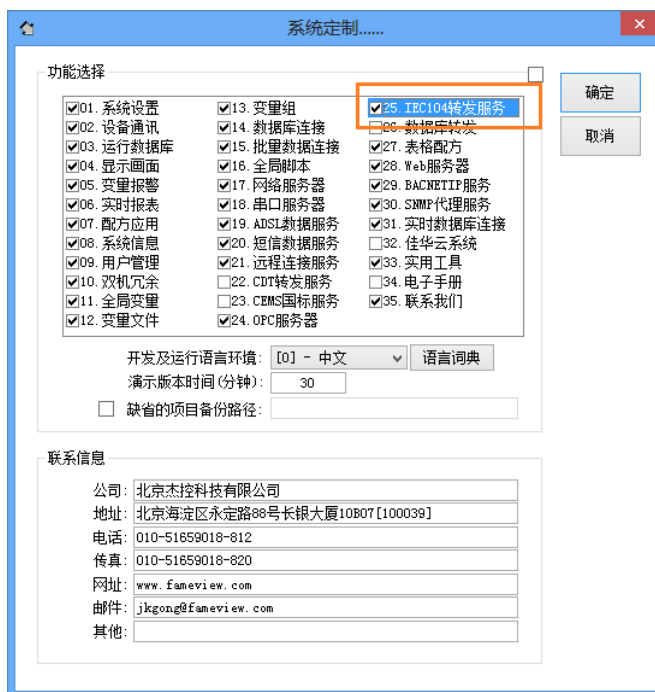 系统定制......
功能选择
01. 系统设置
02. 设备通讯
03. 运行数据库
04. 显示画面
05. 变量报警
06. 实时报表
07. 配方应用
08. 系统信息
09. 用户管理
10. 双机冗余
11. 全局变量
12. 变量文件
13. 变量组
14. 数据库连接
15. 批量数据连接
16. 全局脚本
17. 网络服务器
18. 串口服务器
19. ADSL数据服务
20. 短信数据服务
21. 远程连接服务
22. CDT转发服务
23. CEMS国标服务
24. OPC服务器
25. IEC104转发服务
26. 数据库转发
27. 表格配方
28. Web服务器
29. BACNETIP服务
30. SNMP代理服务
31. 实时数据库连接
32. 佳华云系统
33. 实用工具
34. 电子手册
35. 联系我们
确定
取消
开发及运行语言环境: [0] - 中文 语言词典
演示版本时间(分钟): 30
缺省的项目备份路径:
联系信息
公司: 北京杰控科技有限公司
地址: 北京海淀区永定路88号长银大厦10B07[100039]
电话: 010-51659018-812
传真: 010-51659018-820
网址: www.fameview.com
邮件: jkgong@fameview.com
其他: